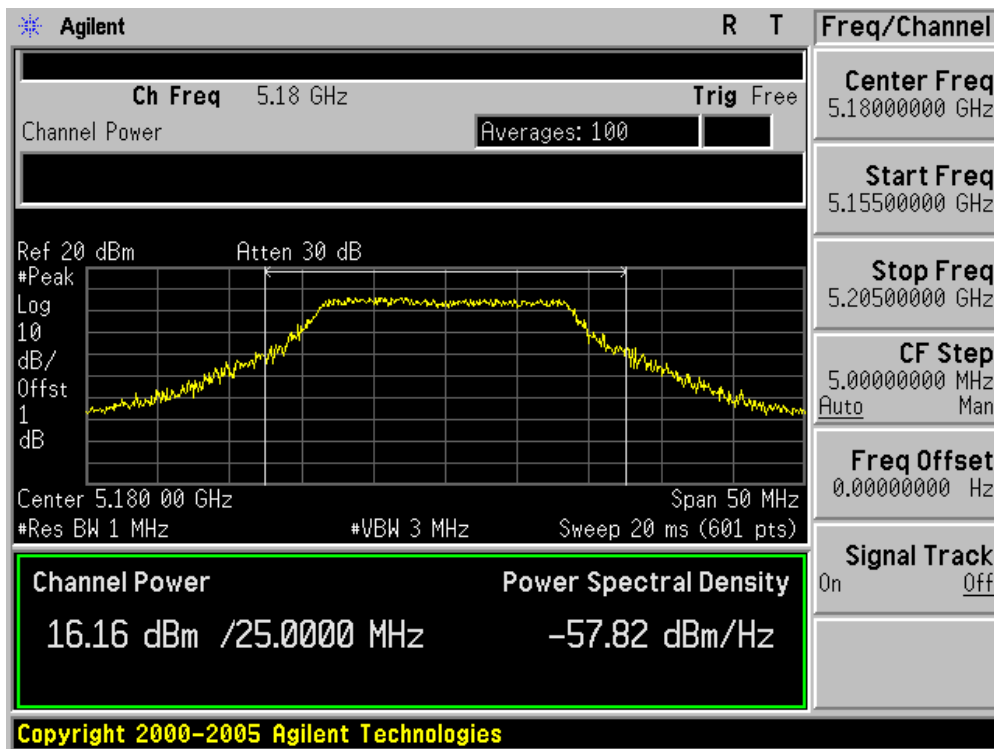 Agilent R T Freq/Channel
Ch Freq 5.18 GHz Trig Free
Channel Power Averages: 100
Ref 20 dBm Atten 30 dB
#Peak
Log
10
dB/
Offst
1
dB
Center 5.180 00 GHz Span 50 MHz
#Res BW 1 MHz #VBW 3 MHz Sweep 20 ms (601 pts)
Channel Power Power Spectral Density
16.16 dBm /25.0000 MHz -57.82 dBm/Hz
Center Freq
5.18000000 GHz
Start Freq
5.15500000 GHz
Stop Freq
5.20500000 GHz
CF Step
5.00000000 MHz
Auto Man
Freq Offset
0.00000000 Hz
Signal Track
On Off
Copyright 2000-2005 Agilent Technologies